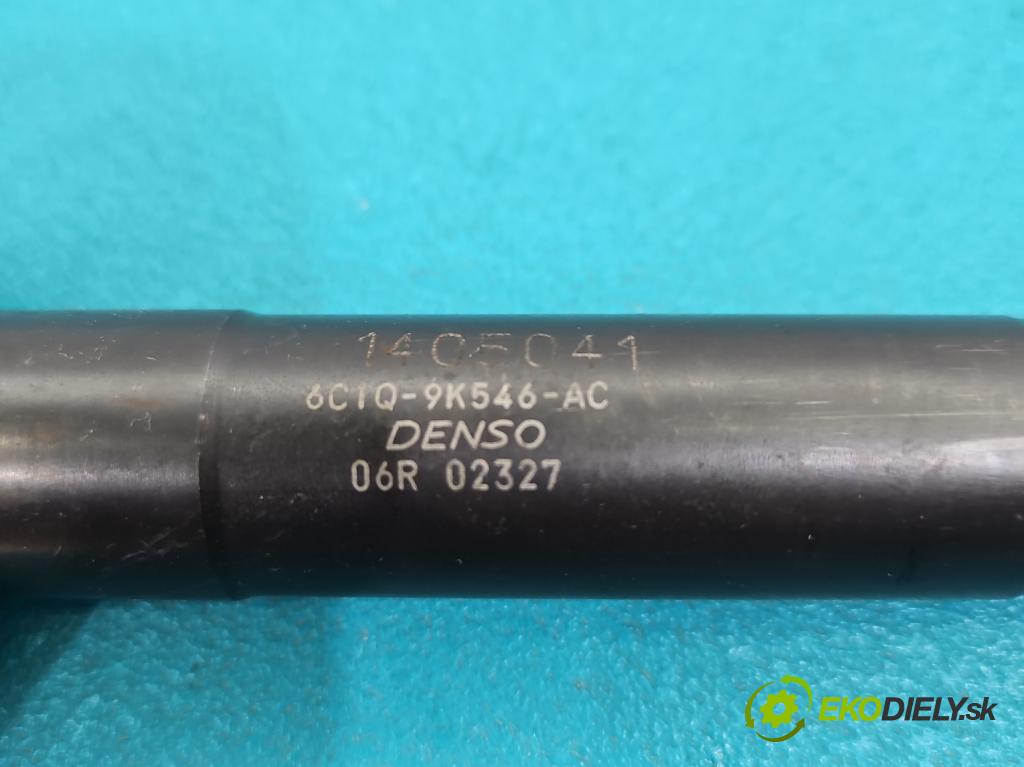 1405041
6C1Q-9K546-AC
DENSO
06R 02327
EKODIELY.sk